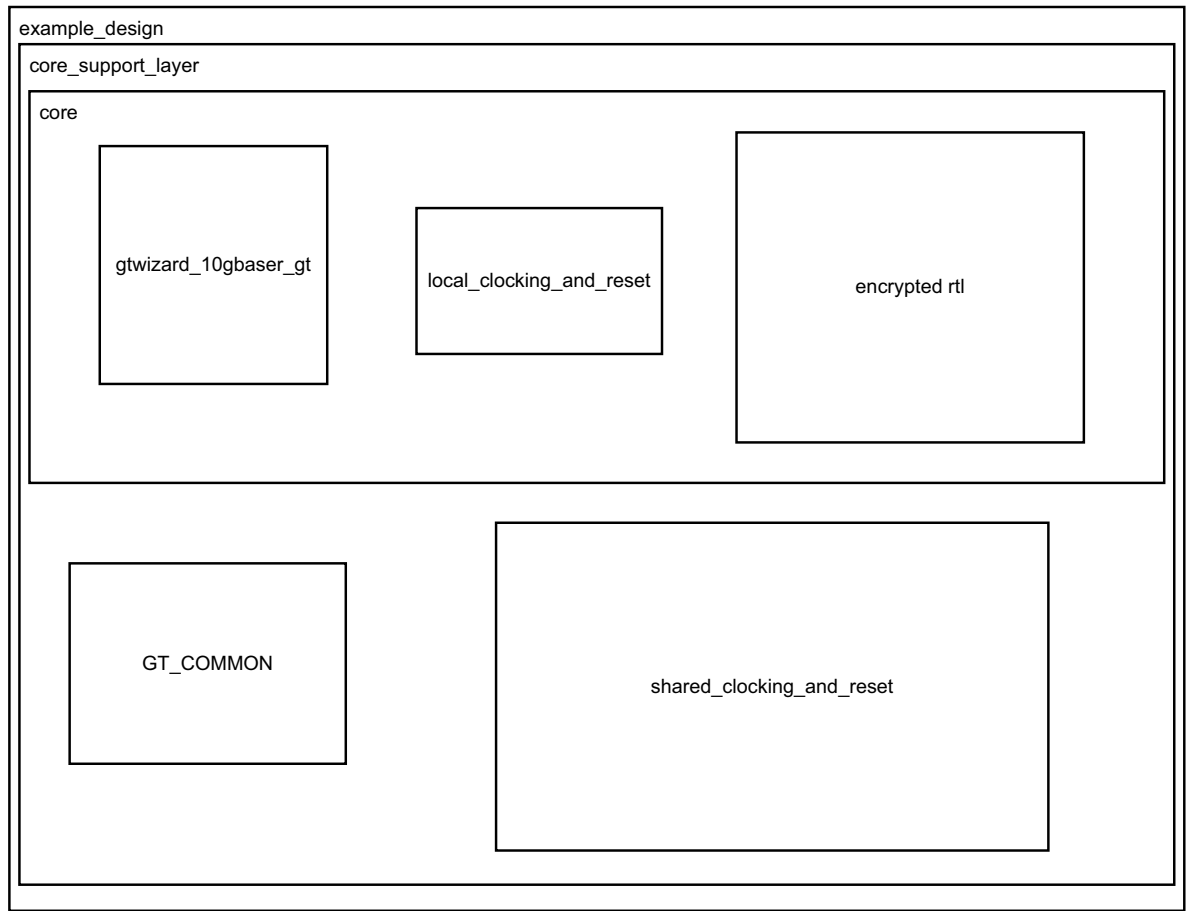 example_design
core_support_layer
core
gtwizard_10gbaser_gt
local_clocking_and_reset
encrypted rtl
GT_COMMON
shared_clocking_and_reset